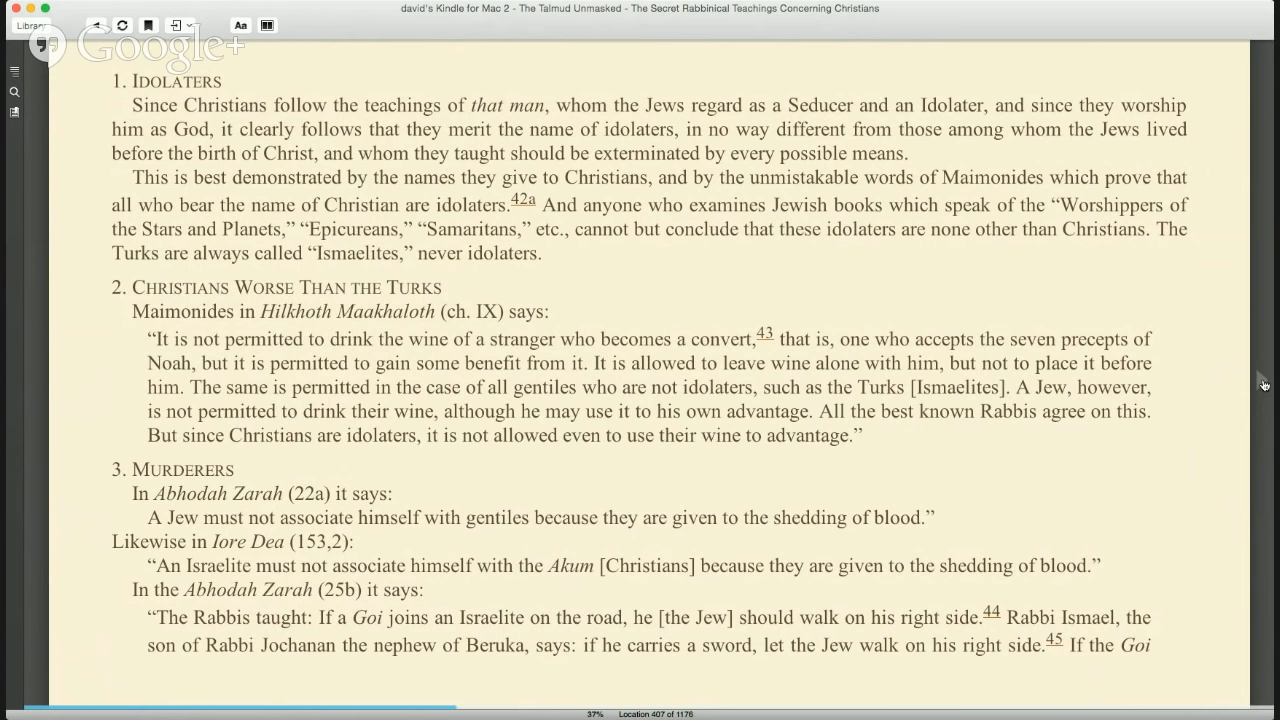 david's Kindle for Mac 2 - The Talmud Unmasked - The Secret Rabbinical Teachings Concerning Christians
Library
Aa
Google+
1. IDOLATERS
Since Christians follow the teachings of that man, whom the Jews regard as a Seducer and an Idolater, and since they worship
him as God, it clearly follows that they merit the name of idolaters, in no way different from those among whom the Jews lived
before the birth of Christ, and whom they taught should be exterminated by every possible means.
This is best demonstrated by the names they give to Christians, and by the unmistakable words of Maimonides which prove that
all who bear the name of Christian are idolaters.42a And anyone who examines Jewish books which speak of the “Worshippers of
the Stars and Planets,” “Epicureans,” “Samaritans,” etc., cannot but conclude that these idolaters are none other than Christians. The
Turks are always called “Ismaelites,” never idolaters.
2. CHRISTIANS WORSE THAN THE TURKS
Maimonides in Hilkhoth Maakhaloth (ch. IX) says:
“It is not permitted to drink the wine of a stranger who becomes a convert,43 that is, one who accepts the seven precepts of
Noah, but it is permitted to gain some benefit from it. It is allowed to leave wine alone with him, but not to place it before
him. The same is permitted in the case of all gentiles who are not idolaters, such as the Turks [Ismaelites]. A Jew, however,
is not permitted to drink their wine, although he may use it to his own advantage. All the best known Rabbis agree on this.
But since Christians are idolaters, it is not allowed even to use their wine to advantage.”
3. MURDERERS
In Abhodah Zarah (22a) it says:
A Jew must not associate himself with gentiles because they are given to the shedding of blood.”
Likewise in Iore Dea (153,2):
“An Israelite must not associate himself with the Akum [Christians] because they are given to the shedding of blood.”
In the Abhodah Zarah (25b) it says:
“The Rabbis taught: If a Goi joins an Israelite on the road, he [the Jew] should walk on his right side.44 Rabbi Ismael, the
son of Rabbi Jochanan the nephew of Beruka, says: if he carries a sword, let the Jew walk on his right side.45 If the Goi
37% Location 407 of 1176